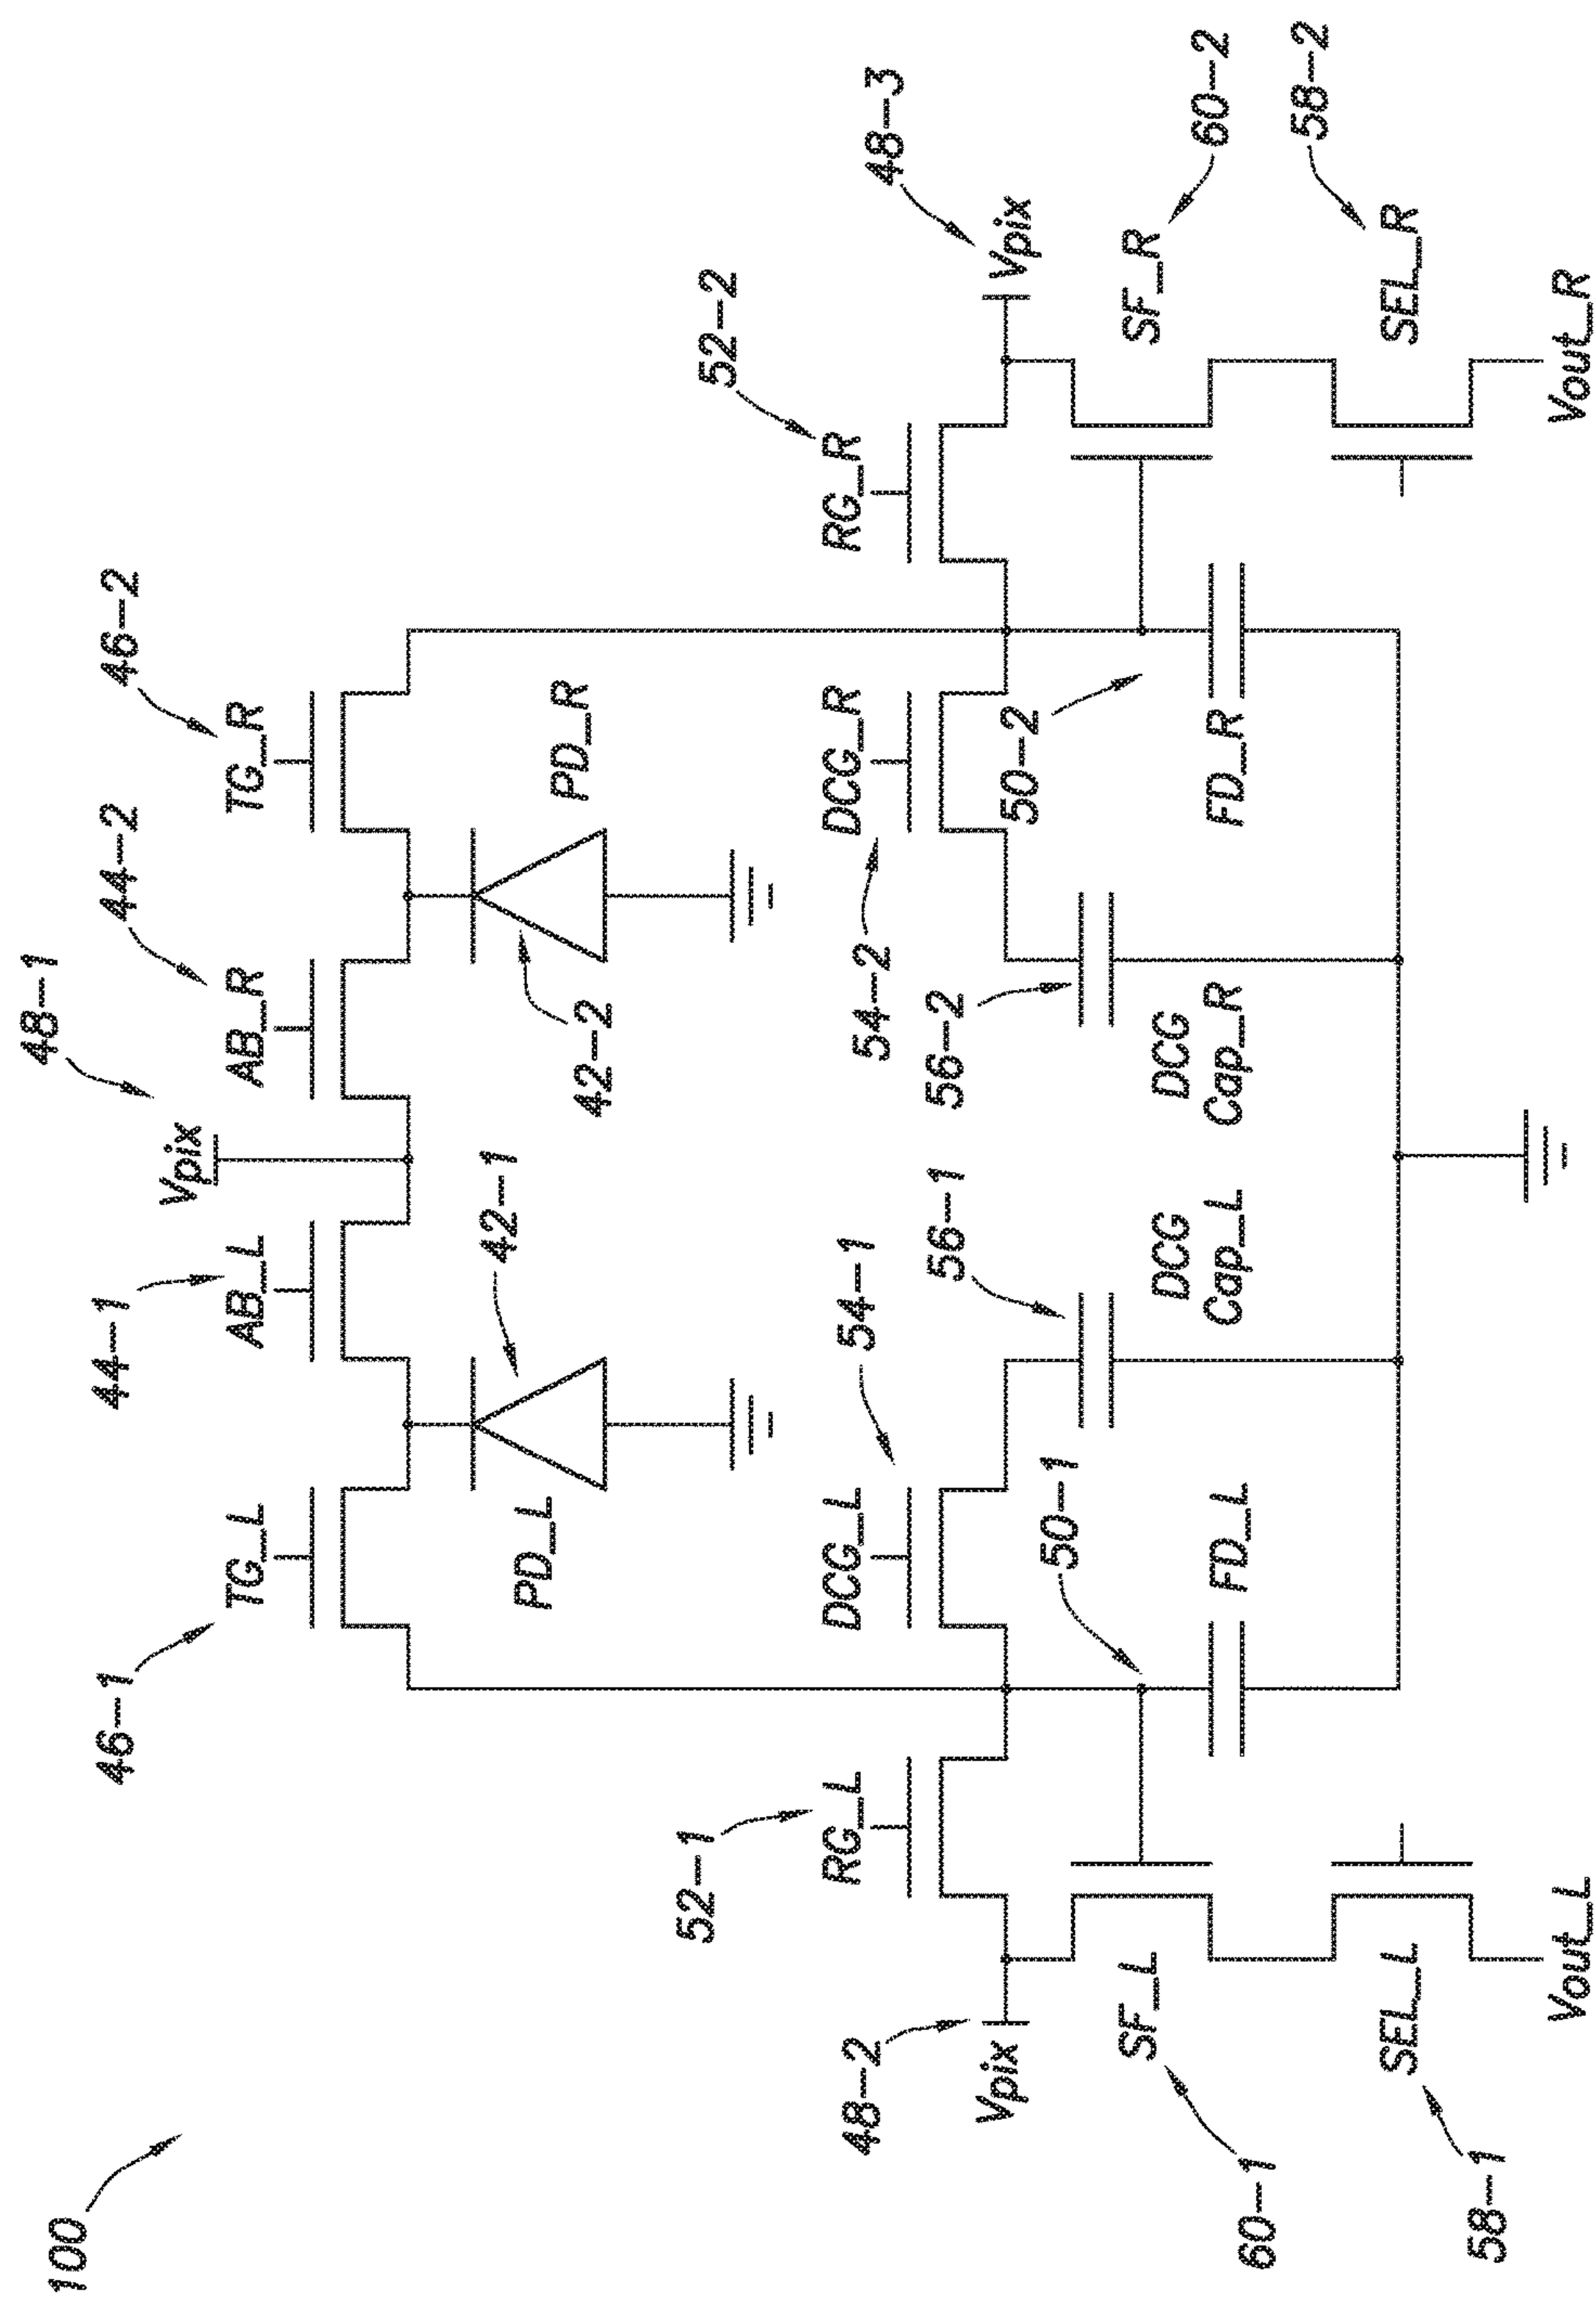 100
48-1
Vpix
46-1
TG_L
44-1
AB_L
44-2
AB_R
46-2
TG_R
PD_L
42-1
42-2
PD_R
52-1
RG_L
DCG_L
54-1
54-2
DCG_R
RG_R
52-2
48-2
Vpix
48-3
Vpix
50-1
56-1
56-2
50-2
60-1
SF_L
FD_L
DCG
Cap_L
DCG
Cap_R
FD_R
SF_R
60-2
58-1
SEL_L
SEL_R
58-2
Vout_L
Vout_R